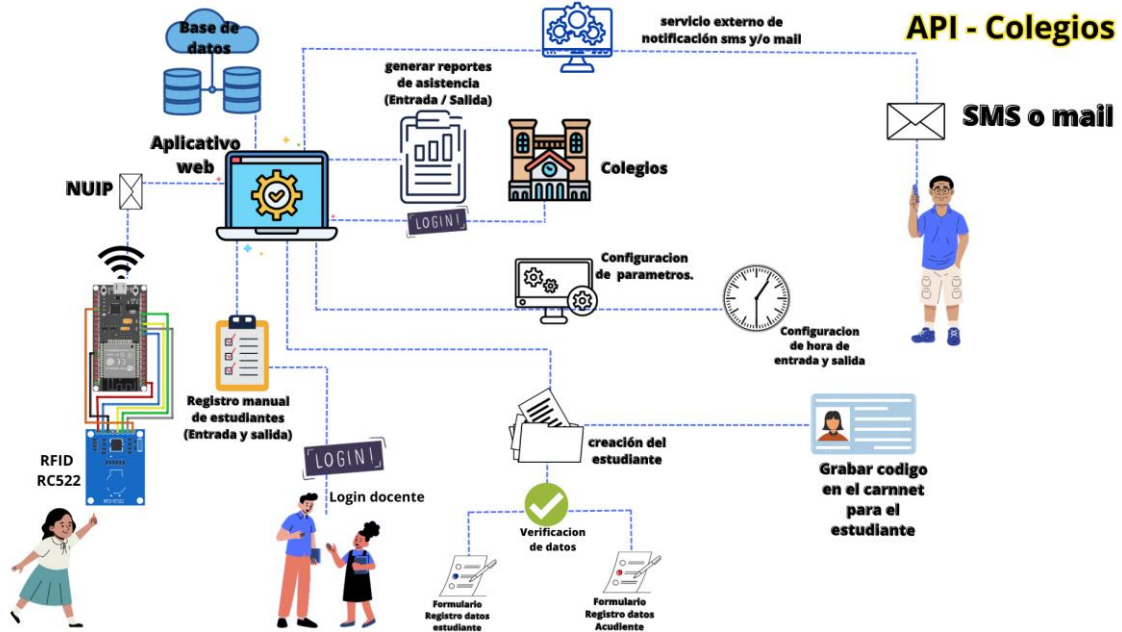 API - Colegios
Base de
datos
servicio externo de
notificación sms y/o mail
generar reportes
de asistencia
(Entrada / Salida)
SMS o mail
Aplicativo
web
NUIP
Colegios
LOGIN!
Configuracion
de parametros.
Configuracion
de hora de
entrada y salida
Registro manual
de estudiantes
(Entrada y salida)
RFID
RC522
LOGIN!
Login docente
creación del
estudiante
Grabar codigo
en el carnnet
para el
estudiante
Verificacion
de datos
Formulario
Registro datos
estudiante
Formulario
Registro datos
Acudiente